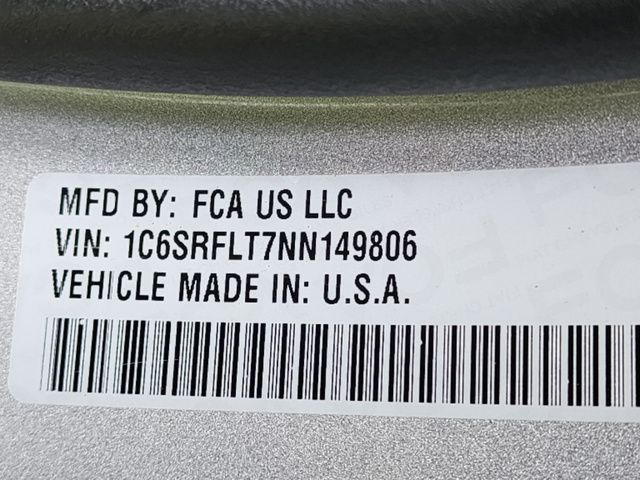 MFD BY: FCA US LLC
VIN: 1C6SRFLT7NN149806
VEHICLE MADE IN: U.S.A.